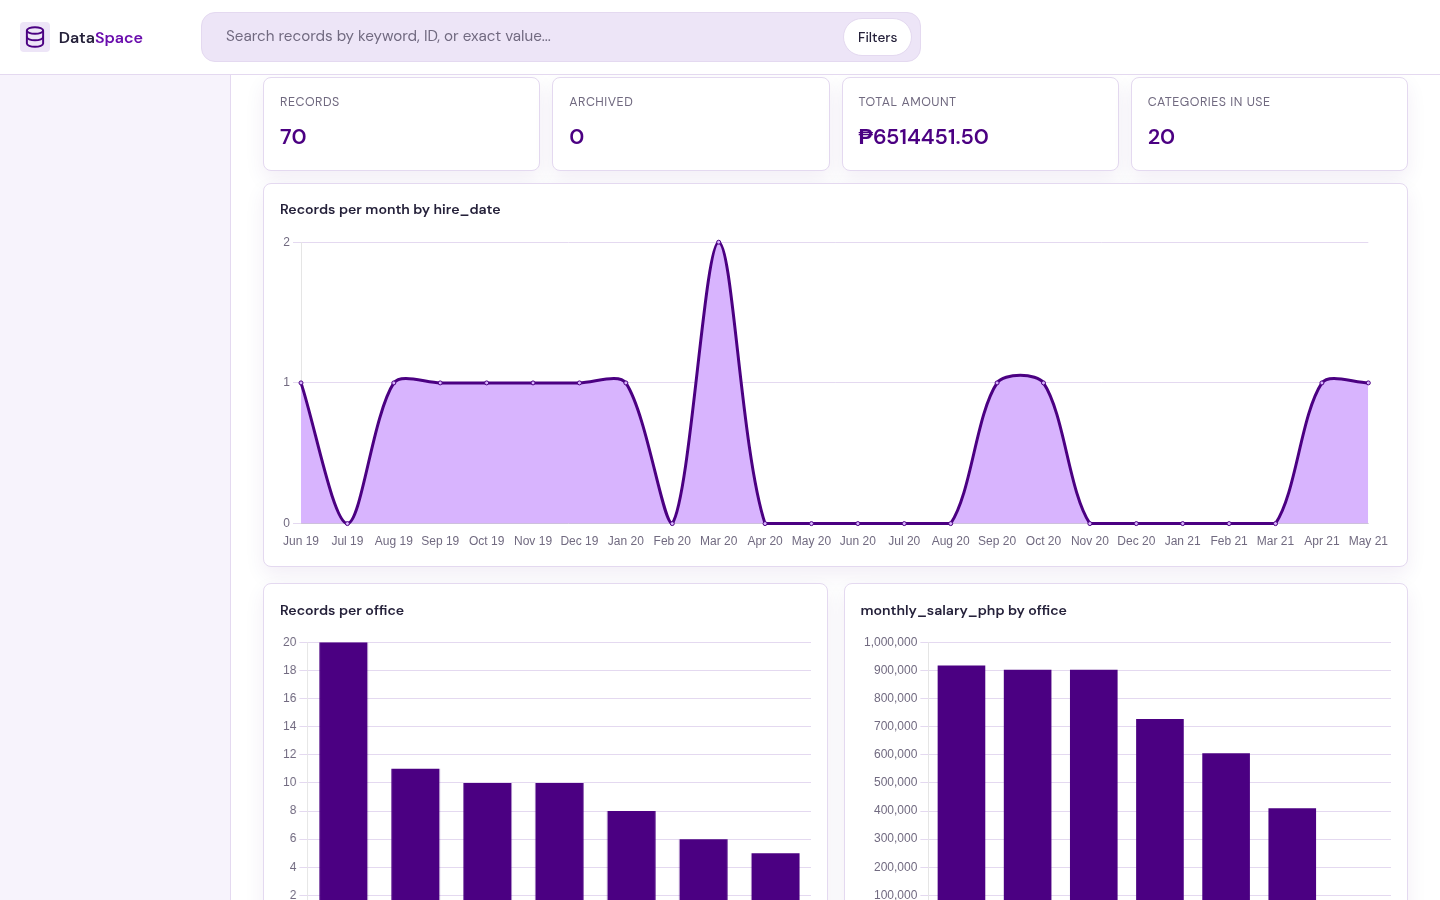 DataSpace
Search records by keyword, ID, or exact value...
Filters
RECORDS
70
ARCHIVED
0
TOTAL AMOUNT
₱6514451.50
CATEGORIES IN USE
20
Records per month by hire_date
2
1
0
Jun 19 Jul 19 Aug 19 Sep 19 Oct 19 Nov 19 Dec 19 Jan 20 Feb 20 Mar 20 Apr 20 May 20 Jun 20 Jul 20 Aug 20 Sep 20 Oct 20 Nov 20 Dec 20 Jan 21 Feb 21 Mar 21 Apr 21 May 21
Records per office
20
18
16
14
12
10
8
6
4
2
monthly_salary_php by office
1,000,000
900,000
800,000
700,000
600,000
500,000
400,000
300,000
200,000
100,000